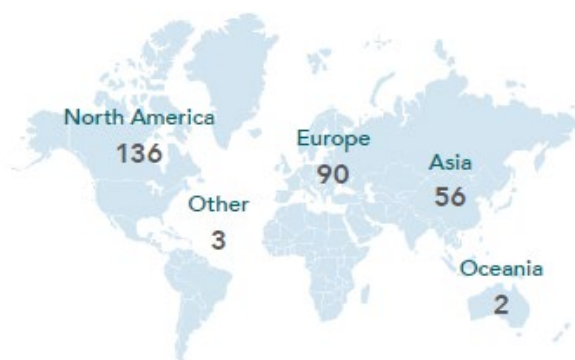 North America
136
Europe
90
Asia
56
Other
3
Oceania
2